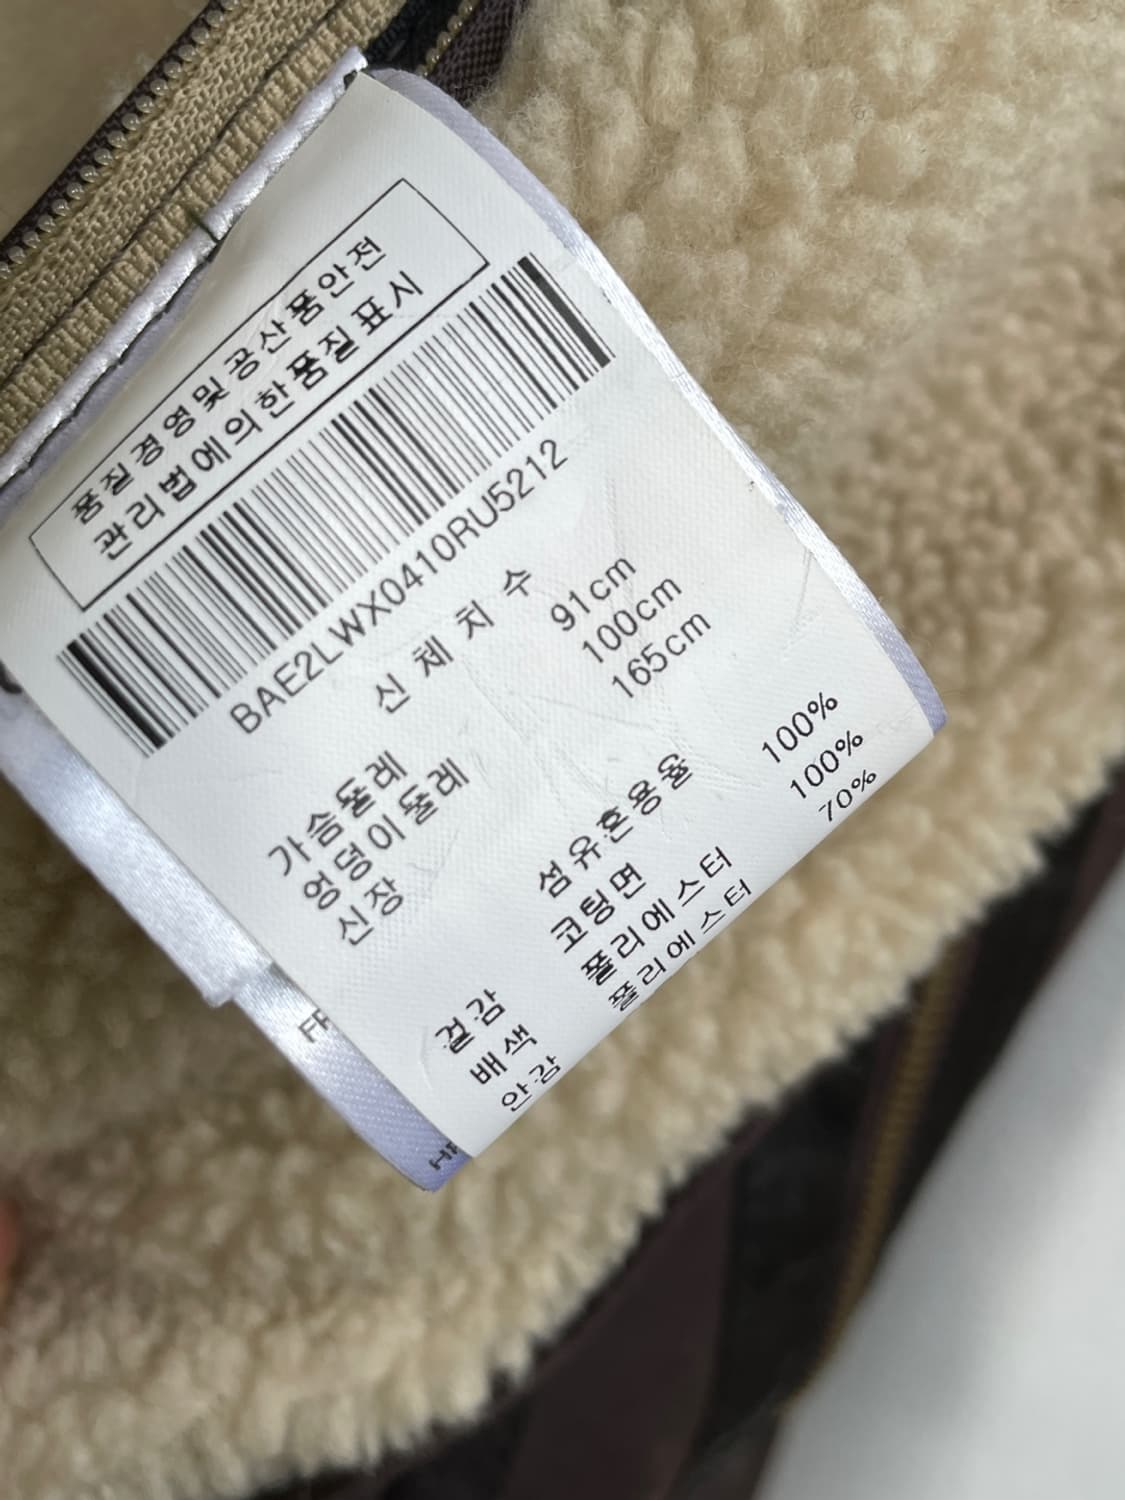 품질경영및공산품안전
관리법에의한품질표시
BAE2LWX0410RU5212
신체치수
가슴둘레 91cm
엉덩이둘레 100cm
신장 165cm
섬유혼용율
겉감 코팅면 100%
배색 폴리에스터 100%
안감 폴리에스터 70%